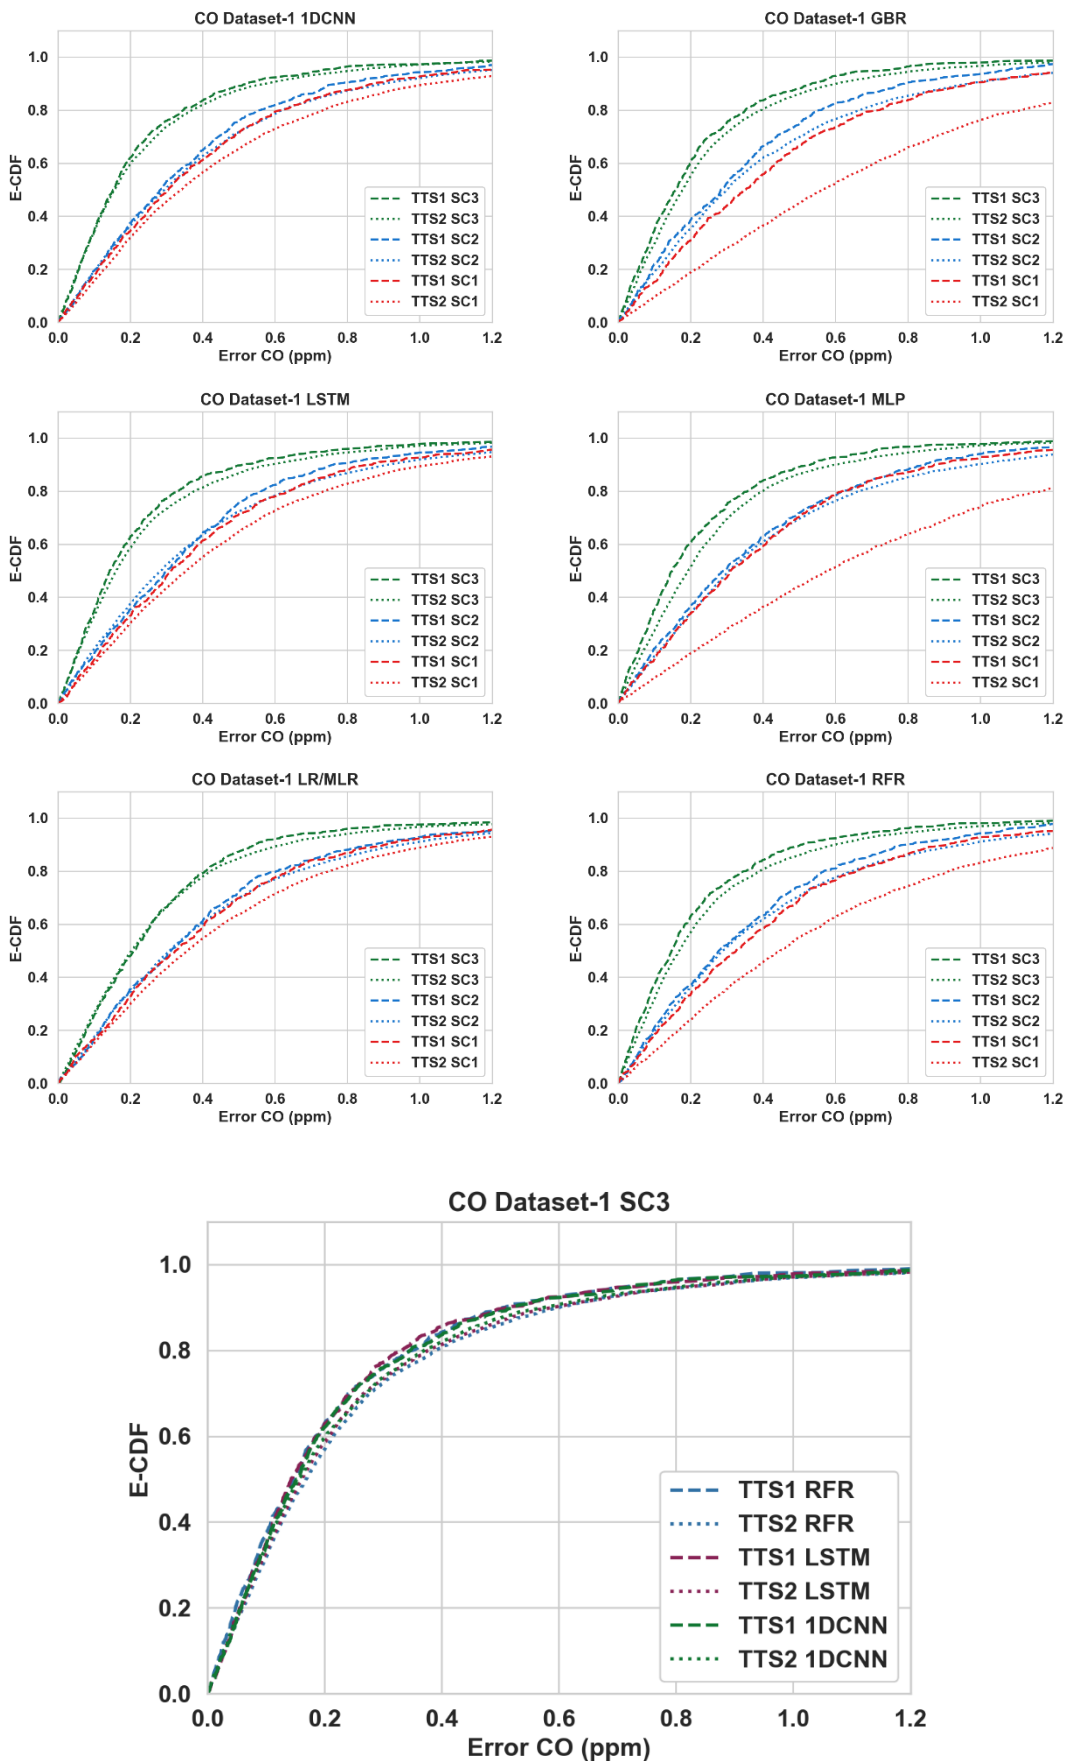 CO Dataset-1 1DCNN
E-CDF
1.0
0.8
0.6
0.4
0.2
0.0
TTS1 SC3
TTS2 SC3
TTS1 SC2
TTS2 SC2
TTS1 SC1
TTS2 SC1
0.0 0.2 0.4 0.6 0.8 1.0 1.2
Error CO (ppm)
CO Dataset-1 GBR
E-CDF
1.0
0.8
0.6
0.4
0.2
0.0
TTS1 SC3
TTS2 SC3
TTS1 SC2
TTS2 SC2
TTS1 SC1
TTS2 SC1
0.0 0.2 0.4 0.6 0.8 1.0 1.2
Error CO (ppm)
CO Dataset-1 LSTM
E-CDF
1.0
0.8
0.6
0.4
0.2
0.0
TTS1 SC3
TTS2 SC3
TTS1 SC2
TTS2 SC2
TTS1 SC1
TTS2 SC1
0.0 0.2 0.4 0.6 0.8 1.0 1.2
Error CO (ppm)
CO Dataset-1 MLP
E-CDF
1.0
0.8
0.6
0.4
0.2
0.0
TTS1 SC3
TTS2 SC3
TTS1 SC2
TTS2 SC2
TTS1 SC1
TTS2 SC1
0.0 0.2 0.4 0.6 0.8 1.0 1.2
Error CO (ppm)
CO Dataset-1 LR/MLR
E-CDF
1.0
0.8
0.6
0.4
0.2
0.0
TTS1 SC3
TTS2 SC3
TTS1 SC2
TTS2 SC2
TTS1 SC1
TTS2 SC1
0.0 0.2 0.4 0.6 0.8 1.0 1.2
Error CO (ppm)
CO Dataset-1 RFR
E-CDF
1.0
0.8
0.6
0.4
0.2
0.0
TTS1 SC3
TTS2 SC3
TTS1 SC2
TTS2 SC2
TTS1 SC1
TTS2 SC1
0.0 0.2 0.4 0.6 0.8 1.0 1.2
Error CO (ppm)
CO Dataset-1 SC3
E-CDF
1.0
0.8
0.6
0.4
0.2
0.0
TTS1 RFR
TTS2 RFR
TTS1 LSTM
TTS2 LSTM
TTS1 1DCNN
TTS2 1DCNN
0.0 0.2 0.4 0.6 0.8 1.0 1.2
Error CO (ppm)